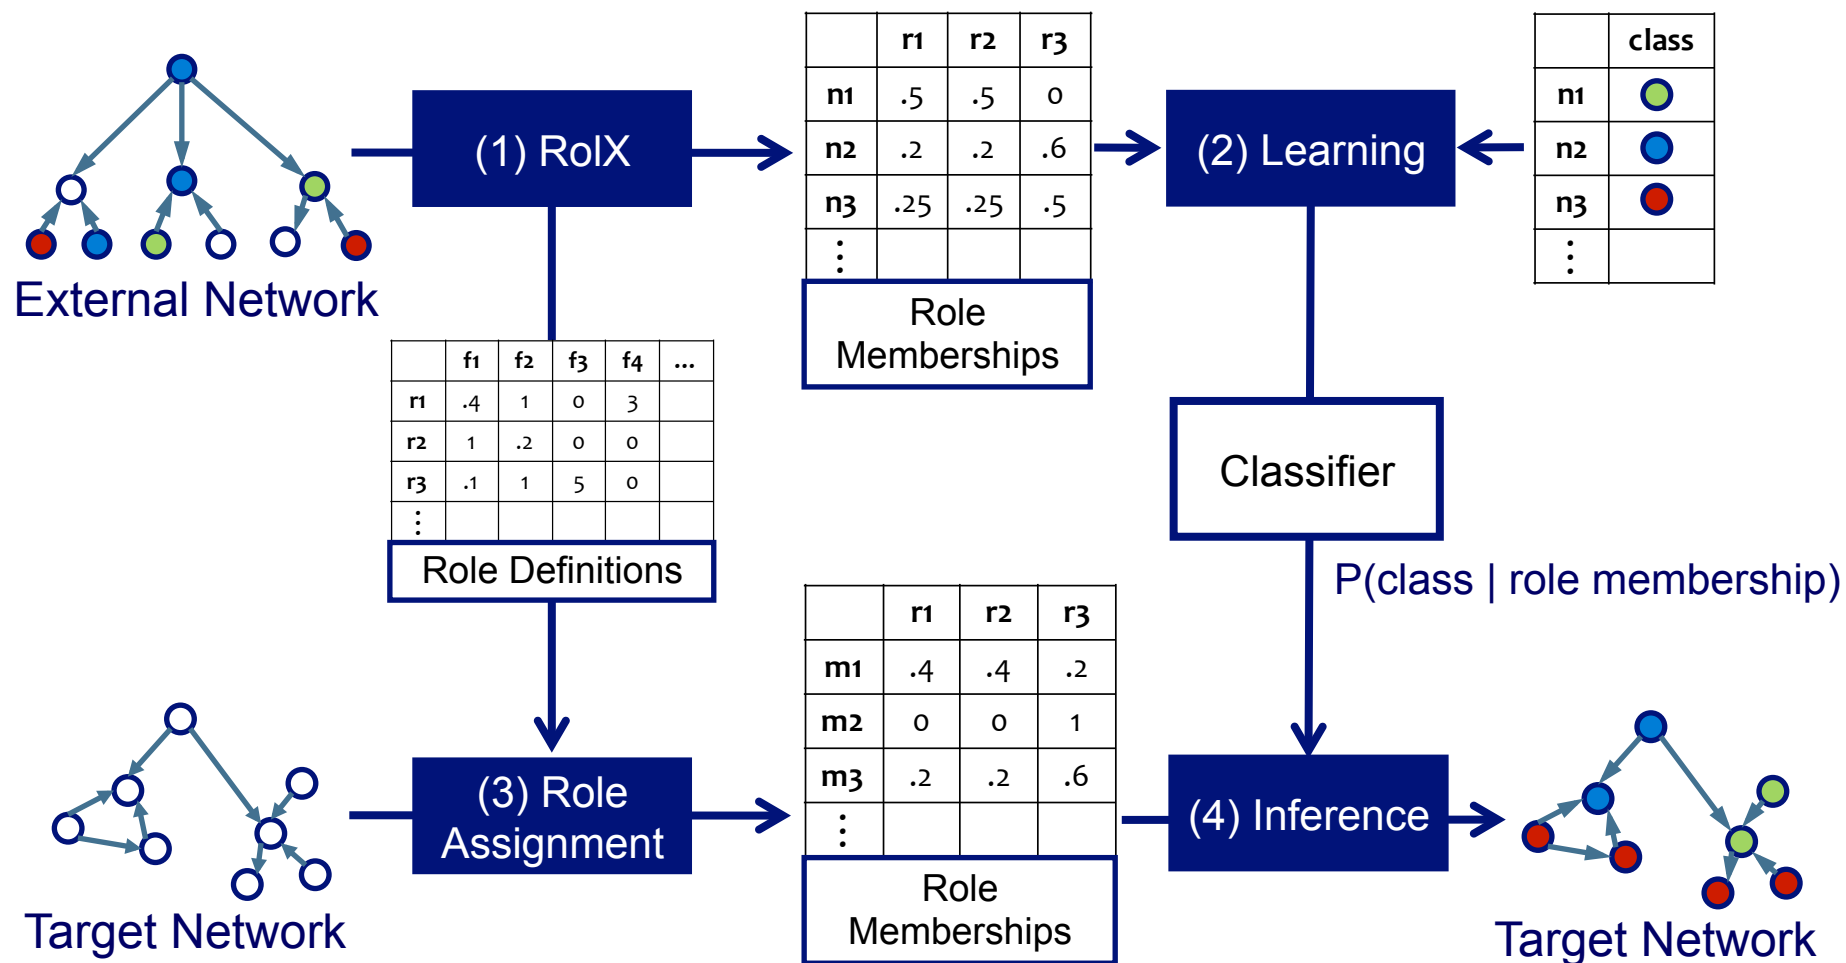 r1 r2 r3
n1 .5 .5 0
n2 .2 .2 .6
n3 .25 .25 .5
⋮
Role
Memberships
class
n1
n2
n3
⋮
(1) RolX
(2) Learning
External Network
f1 f2 f3 f4 ...
r1 .4 1 0 3
r2 1 .2 0 0
r3 .1 1 5 0
⋮
Role Definitions
Classifier
P(class | role membership)
r1 r2 r3
m1 .4 .4 .2
m2 0 0 1
m3 .2 .2 .6
⋮
Role
Memberships
(3) Role
Assignment
(4) Inference
Target Network
Target Network